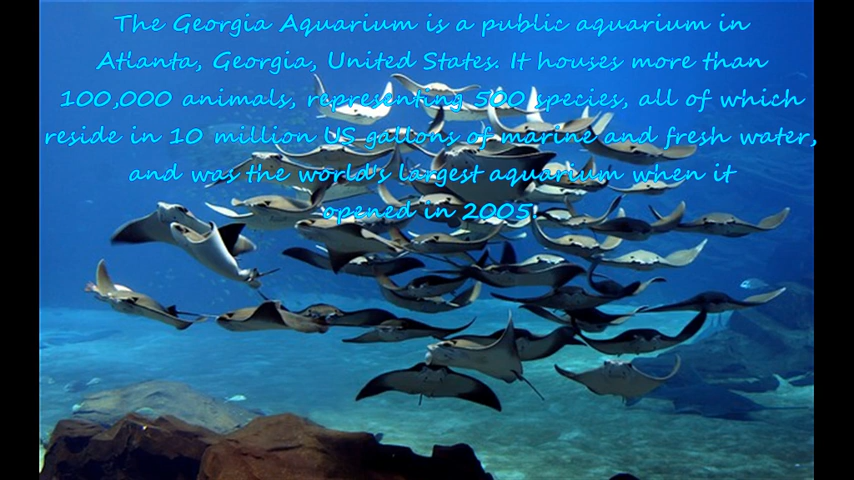 The Georgia Aquarium is a public aquarium in
Atlanta, Georgia, United States. It houses more than
100,000 animals, representing 500 species, all of which
reside in 10 million US gallons of marine and fresh water,
and was the world's largest aquarium when it
opened in 2005.